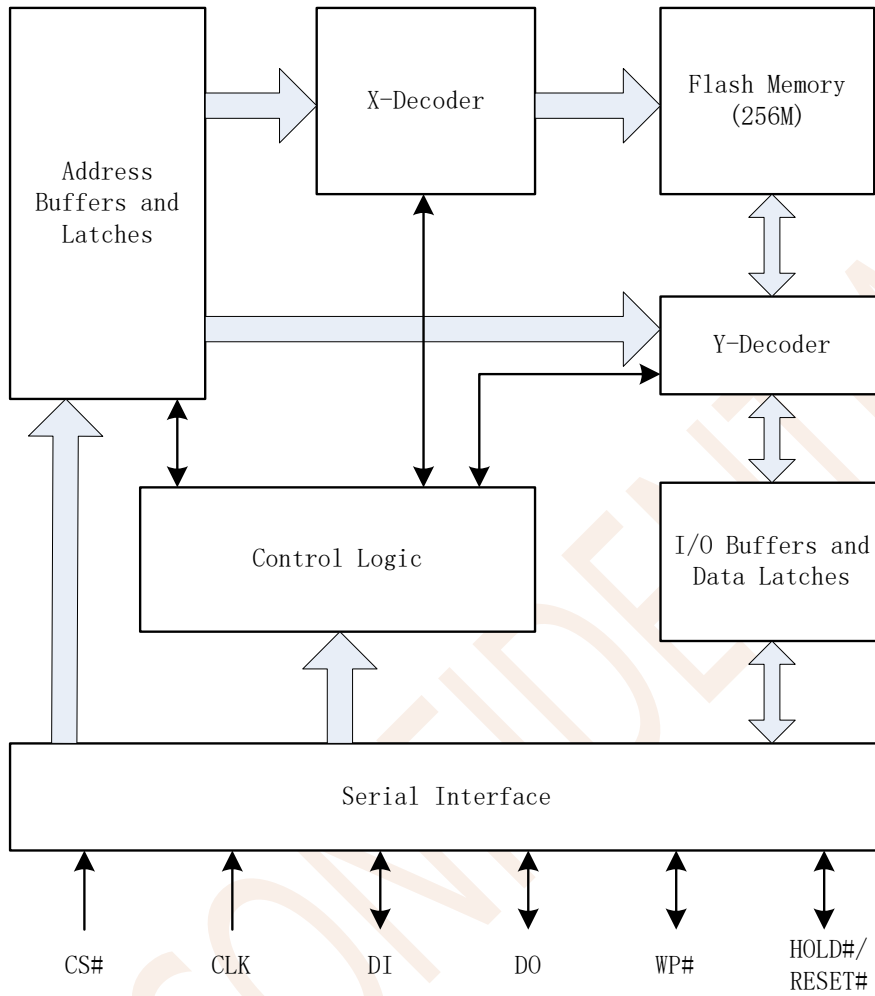 Address
Buffers and
Latches
X-Decoder
Flash Memory
(256M)
Y-Decoder
Control Logic
I/O Buffers and
Data Latches
Serial Interface
CS#
CLK
DI
DO
WP#
HOLD#/
RESET#
CONFIDENTIA